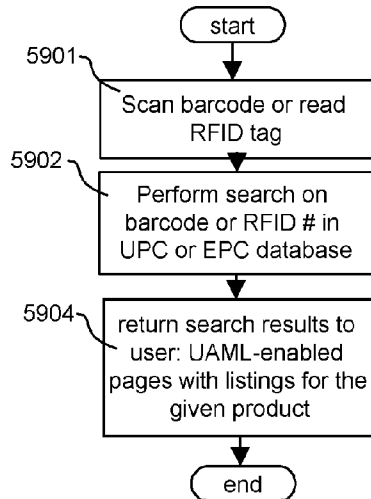 start
5901
Scan barcode or read
RFID tag
5902
Perform search on
barcode or RFID # in
UPC or EPC database
5904
return search results to
user: UAML-enabled
pages with listings for the
given product
end